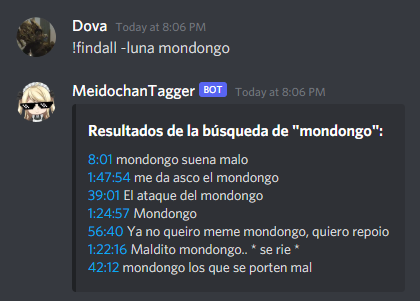 Dova Today at 8:06 PM
!findall -luna mondongo
MeidochanTagger BOT Today at 8:06 PM
Resultados de la búsqueda de "mondongo":
8:01 mondongo suena malo
1:47:54 me da asco el mondongo
39:01 El ataque del mondongo
1:24:57 Mondongo
56:40 Ya no queiro meme mondongo, quiero repoio
1:22:16 Maldito mondongo.. * se rie *
42:12 mondongo los que se porten mal